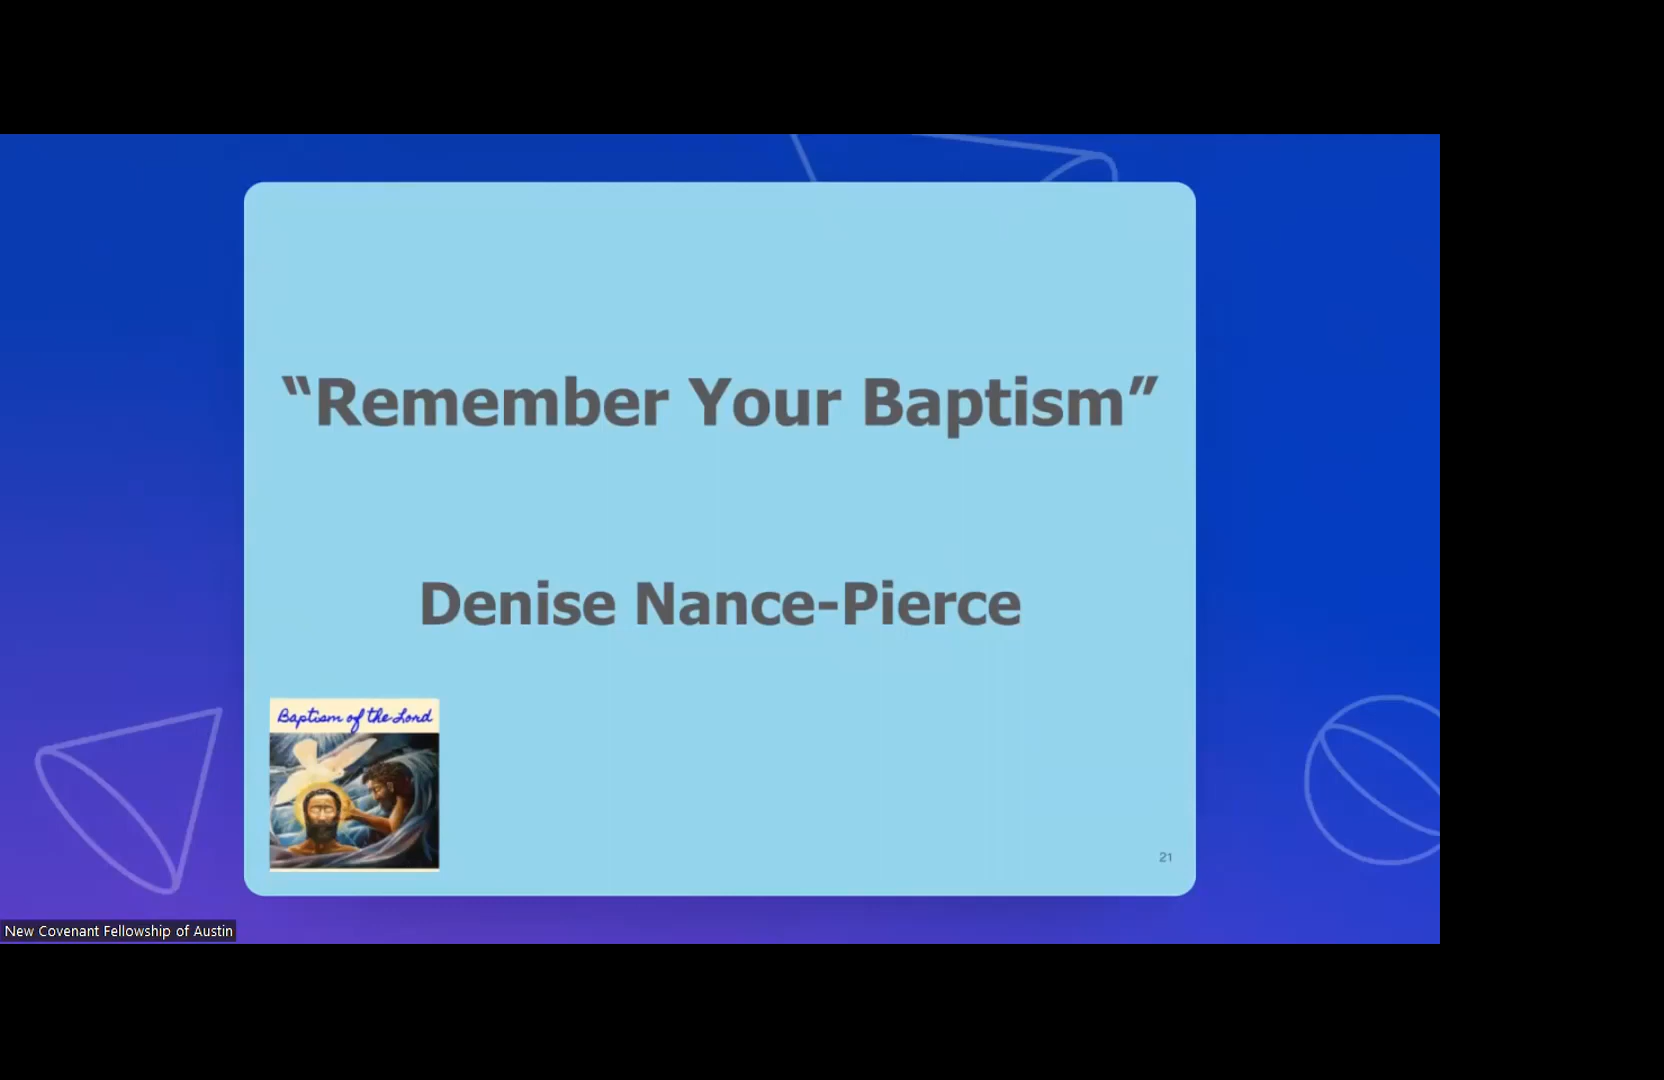 “Remember Your Baptism”
Denise Nance-Pierce
Baptism of the Lord
21
New Covenant Fellowship of Austin